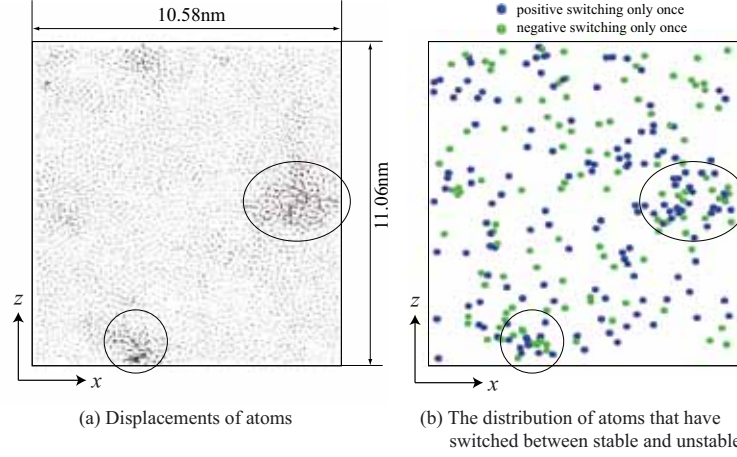 10.58nm
11.06nm
z
x
(a) Displacements of atoms
positive switching only once
negative switching only once
z
x
(b) The distribution of atoms that have
switched between stable and unstable